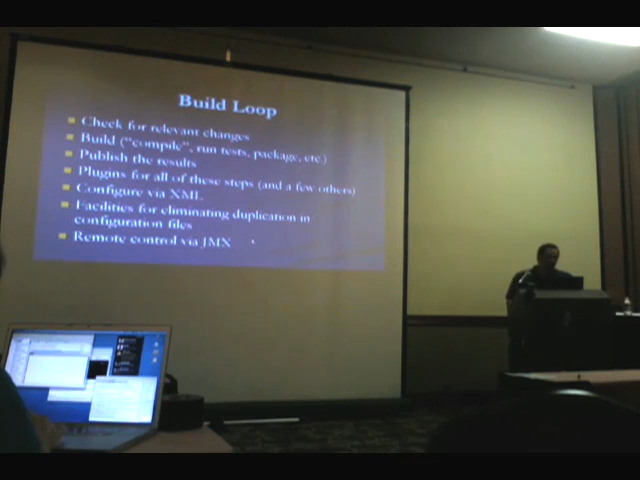 Build Loop
Check for relevant changes
Build ("compile", run tests, package, etc.)
Publish the results
Plugins for all of these steps (and a few others)
Configure via XML
Facilities for eliminating duplication in
configuration files
Remote control via JMX